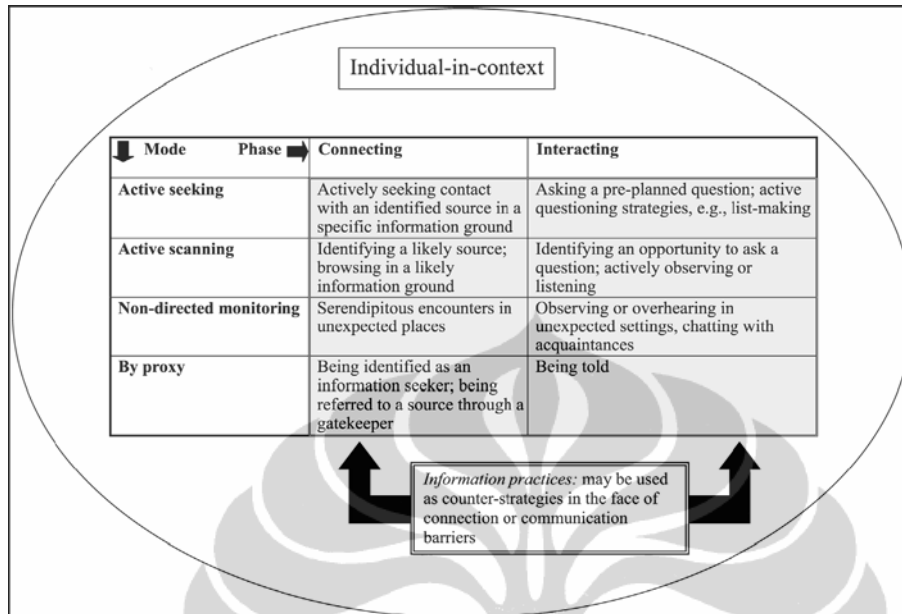 Individual-in-context
Mode Phase Connecting Interacting
Active seeking
Actively seeking contact
with an identified source in a
specific information ground
Asking a pre-planned question; active
questioning strategies, e.g., list-making
Active scanning
Identifying a likely source;
browsing in a likely
information ground
Identifying an opportunity to ask a
question; actively observing or
listening
Non-directed monitoring
Serendipitous encounters in
unexpected places
Observing or overhearing in
unexpected settings, chatting with
acquaintances
By proxy
Being identified as an
information seeker; being
referred to a source through a
gatekeeper
Being told
Information practices: may be used
as counter-strategies in the face of
connection or communication
barriers